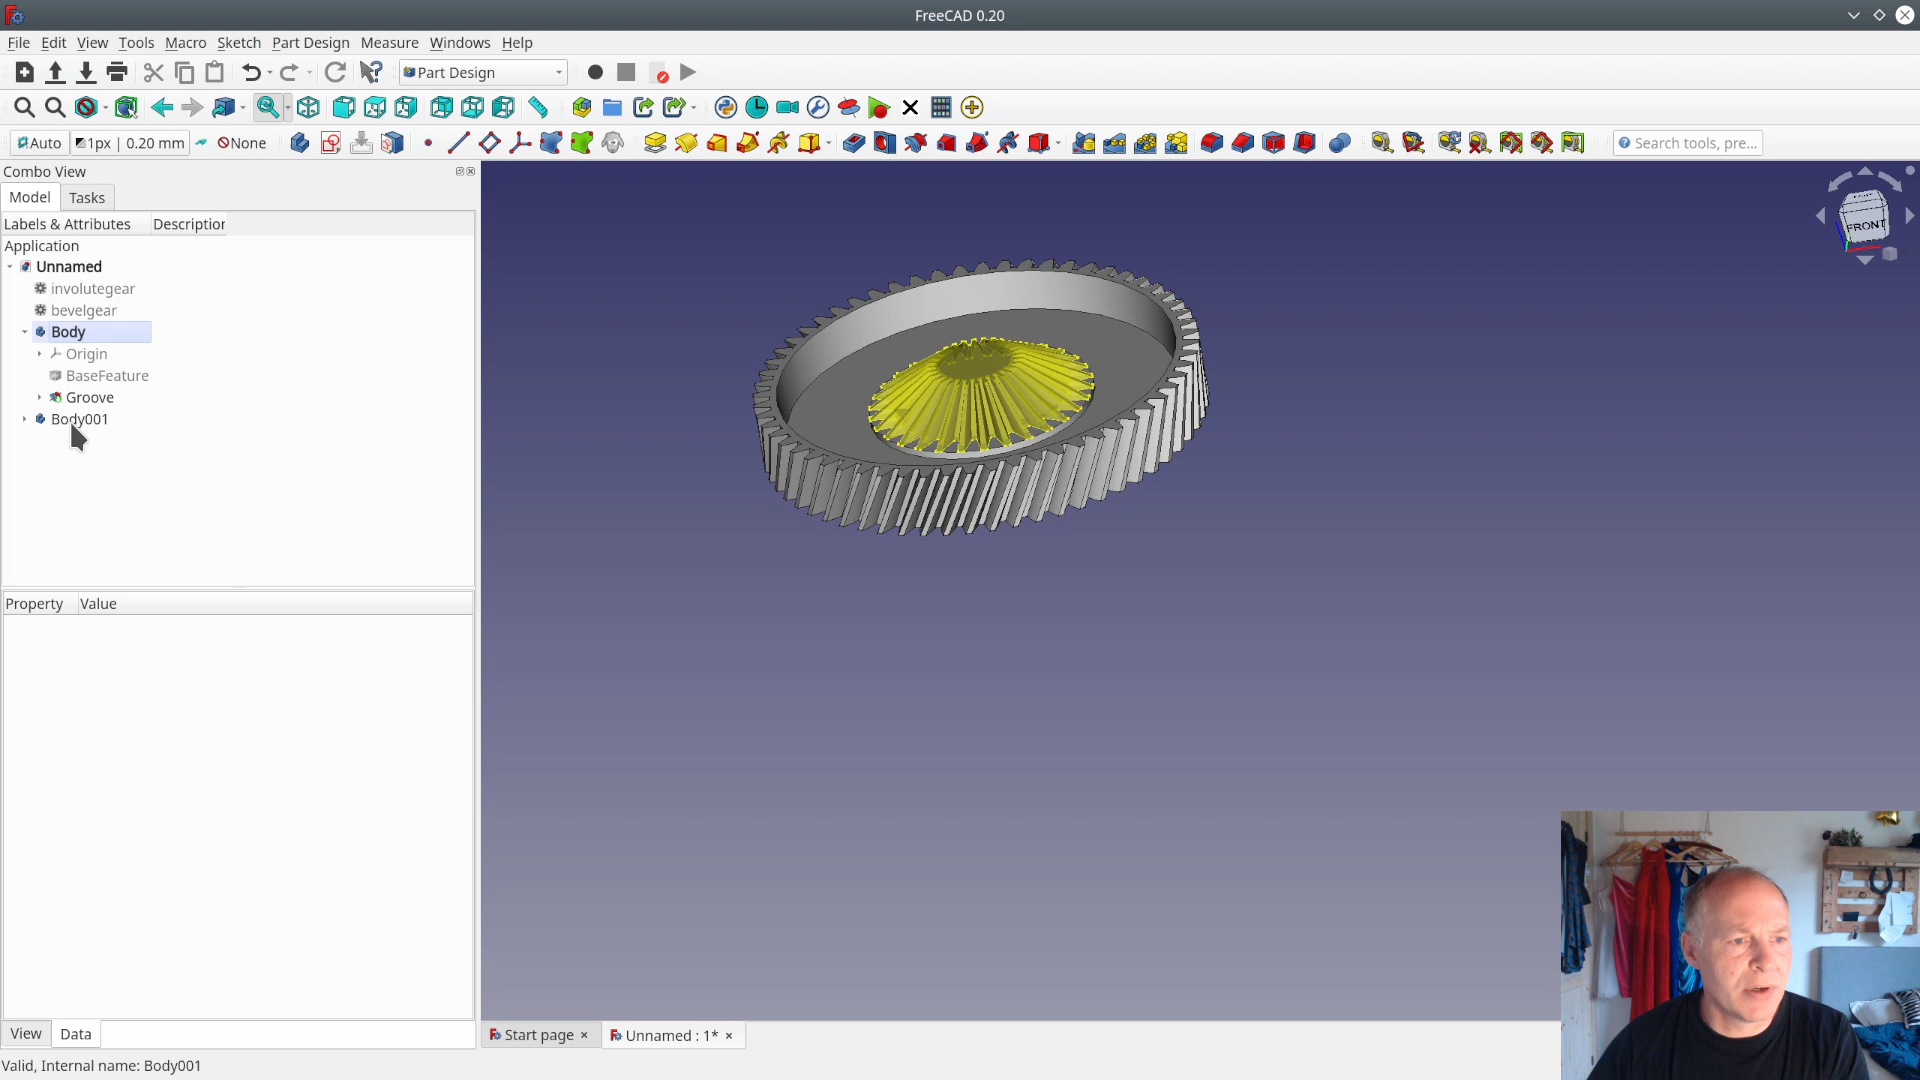 FreeCAD 0.20
File Edit View Tools Macro Sketch Part Design Measure Windows Help
Part Design
Auto 1px | 0.20 mm None Search tools, pre...
Combo View
Model Tasks
Labels & Attributes Description
Application
Unnamed
involutegear
bevelgear
Body
Origin
BaseFeature
Groove
Body001
FRONT
Property Value
View Data
Start page Unnamed : 1*
Valid, Internal name: Body001